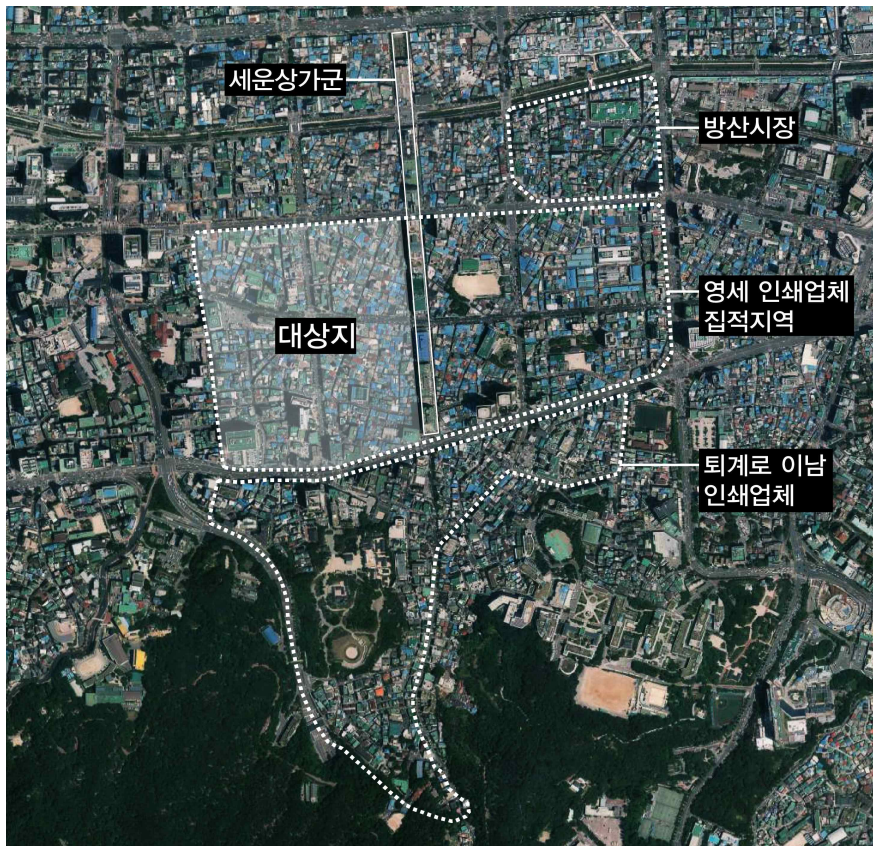 세운상가군
방산시장
영세 인쇄업체
집적지역
대상지
퇴계로 이남
인쇄업체